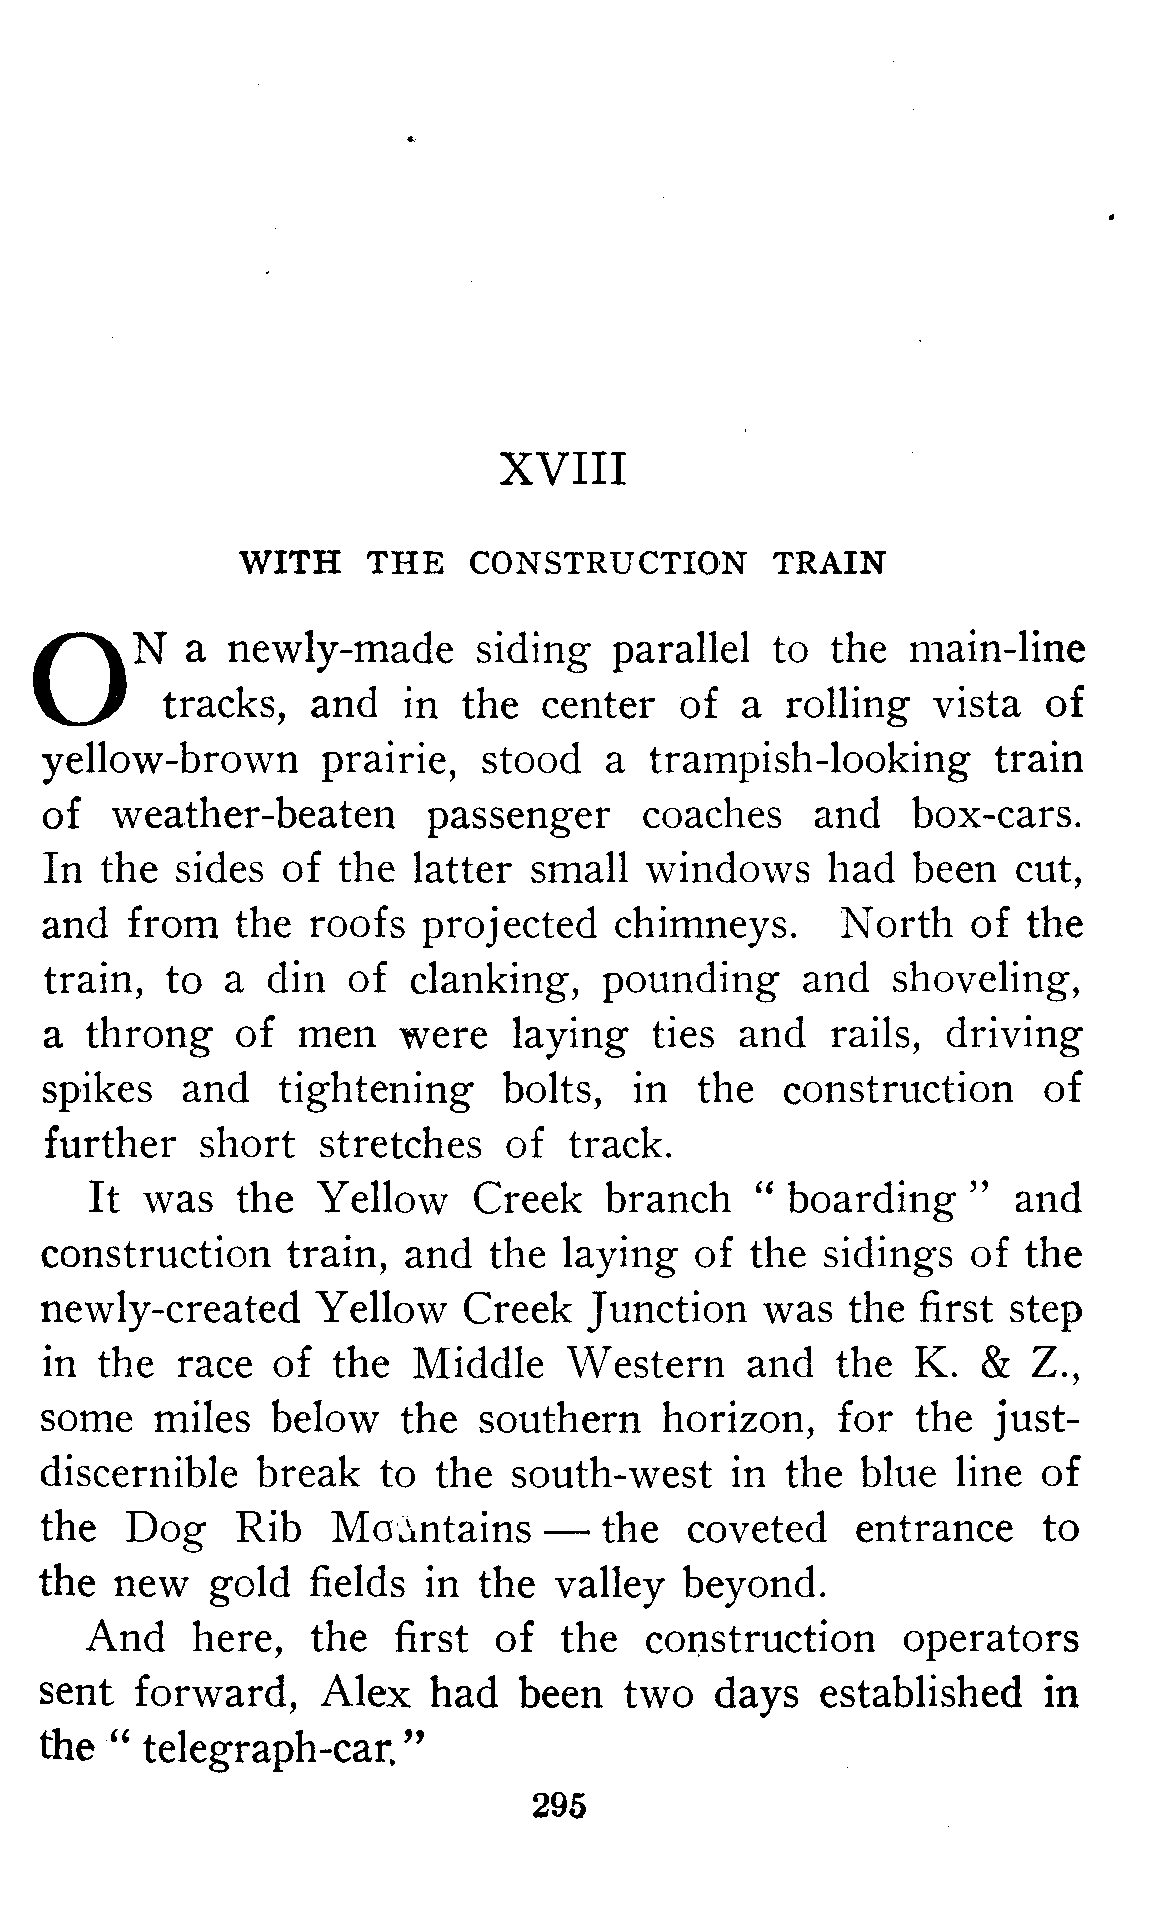 XVIII
WITH THE CONSTRUCTION TRAIN
ON a newly-made siding parallel to the main-line
tracks, and in the center of a rolling vista of
yellow-brown prairie, stood a trampish-looking train
of weather-beaten passenger coaches and box-cars.
In the sides of the latter small windows had been cut,
and from the roofs projected chimneys. North of the
train, to a din of clanking, pounding and shoveling,
a throng of men were laying ties and rails, driving
spikes and tightening bolts, in the construction of
further short stretches of track.
It was the Yellow Creek branch " boarding " and
construction train, and the laying of the sidings of the
newly-created Yellow Creek Junction was the first step
in the race of the Middle Western and the K. & Z.,
some miles below the southern horizon, for the just-
discernible break to the south-west in the blue line of
the Dog Rib Mountains — the coveted entrance to
the new gold fields in the valley beyond.
And here, the first of the construction operators
sent forward, Alex had been two days established in
the " telegraph-car."
295